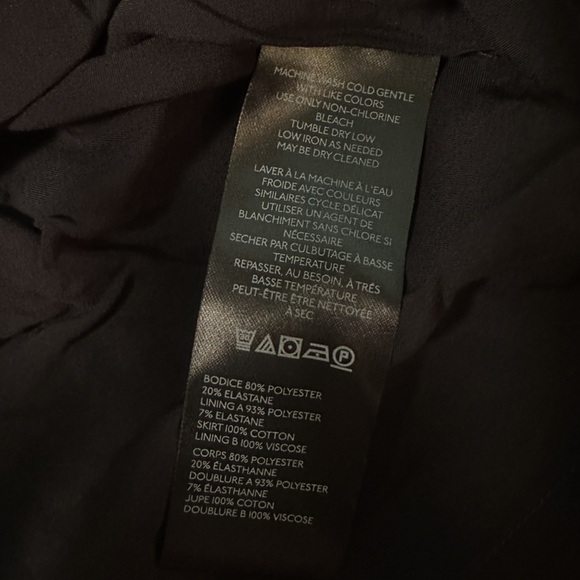 MACHINE WASH COLD GENTLE
WITH LIKE COLORS
USE ONLY NON-CHLORINE
BLEACH
TUMBLE DRY LOW
LOW IRON AS NEEDED
MAY BE DRY CLEANED
LAVER À LA MACHINE À L'EAU
FROIDE AVEC COULEURS
SIMILAIRES CYCLE DÉLICAT
UTILISER UN AGENT DE
BLANCHIMENT SANS CHLORE SI
NÉCESSAIRE
SECHER PAR CULBUTAGE À BASSE
TEMPERATURE
REPASSER, AU BESOIN, À TRÉS
BASSE TEMPÉRATURE
PEUT-ÊTRE ÊTRE NETTOYÉE
À SEC
30 P
BODICE 80% POLYESTER
20% ELASTANE
LINING A 93% POLYESTER
7% ELASTANE
SKIRT 100% COTTON
LINING B 100% VISCOSE
CORPS 80% POLYESTER
20% ÉLASTHANNE
DOUBLURE A 93% POLYESTER
7% ÉLASTHANNE
JUPE 100% COTON
DOUBLURE B 100% VISCOSE